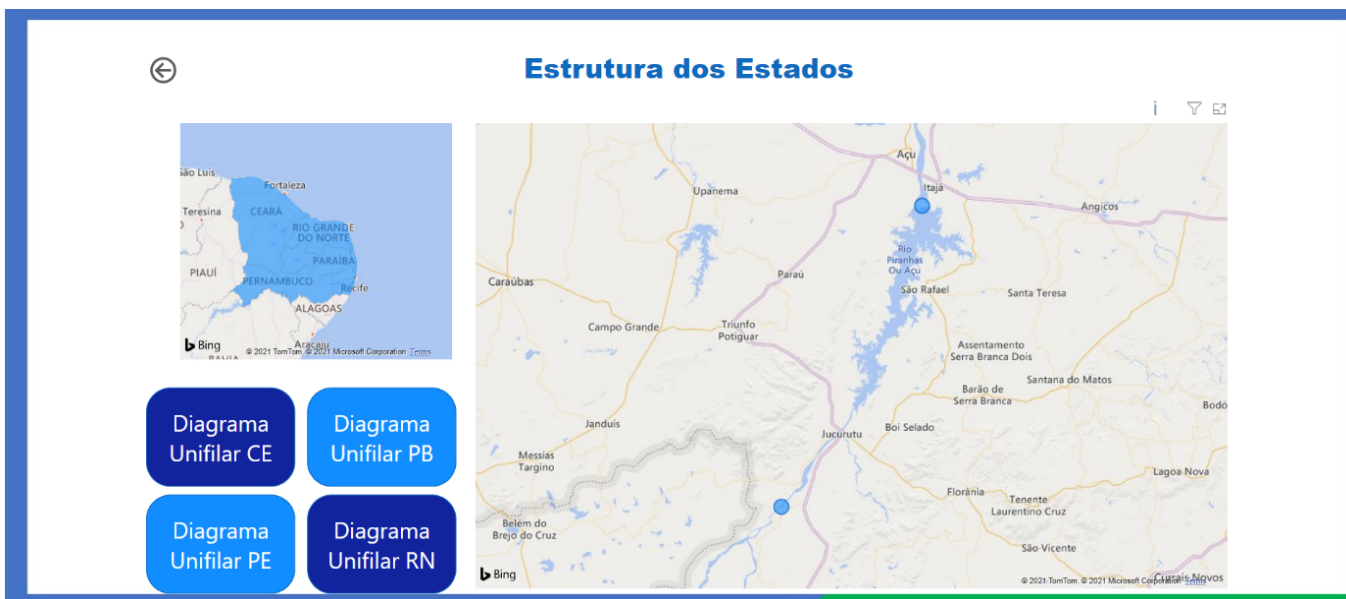 Estrutura dos Estados
i
São Luís
Fortaleza
Teresina
CEARÁ
RIO GRANDE
DO NORTE
PARAÍBA
PIAUÍ
PERNAMBUCO
Recife
ALAGOAS
Aracaju
Bing
© 2021 TomTom, © 2021 Microsoft Corporation Terms
BAHIA
Diagrama
Unifilar CE
Diagrama
Unifilar PB
Diagrama
Unifilar PE
Diagrama
Unifilar RN
Açu
Upanema
Itajá
Angicos
Rio
Piranhas
Ou Açu
Paraú
Caraúbas
São Rafael
Santa Teresa
Campo Grande
Triunfo
Potiguar
Assentamento
Serra Branca Dois
Santana do Matos
Barão de
Serra Branca
Bodó
Janduis
Jucurutu
Boi Selado
Messias
Targino
Lagoa Nova
Florânia
Tenente
Laurentino Cruz
Belém do
Brejo do Cruz
São Vicente
Bing
Currais Novos
© 2021 TomTom, © 2021 Microsoft Corporation Terms